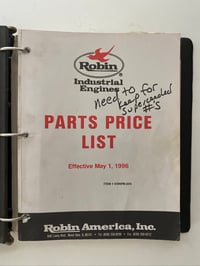 Robin
Industrial
Engines
need to
keep for
superseded
#'s
PARTS PRICE
LIST
Effective May 1, 1996
Robin America, Inc.